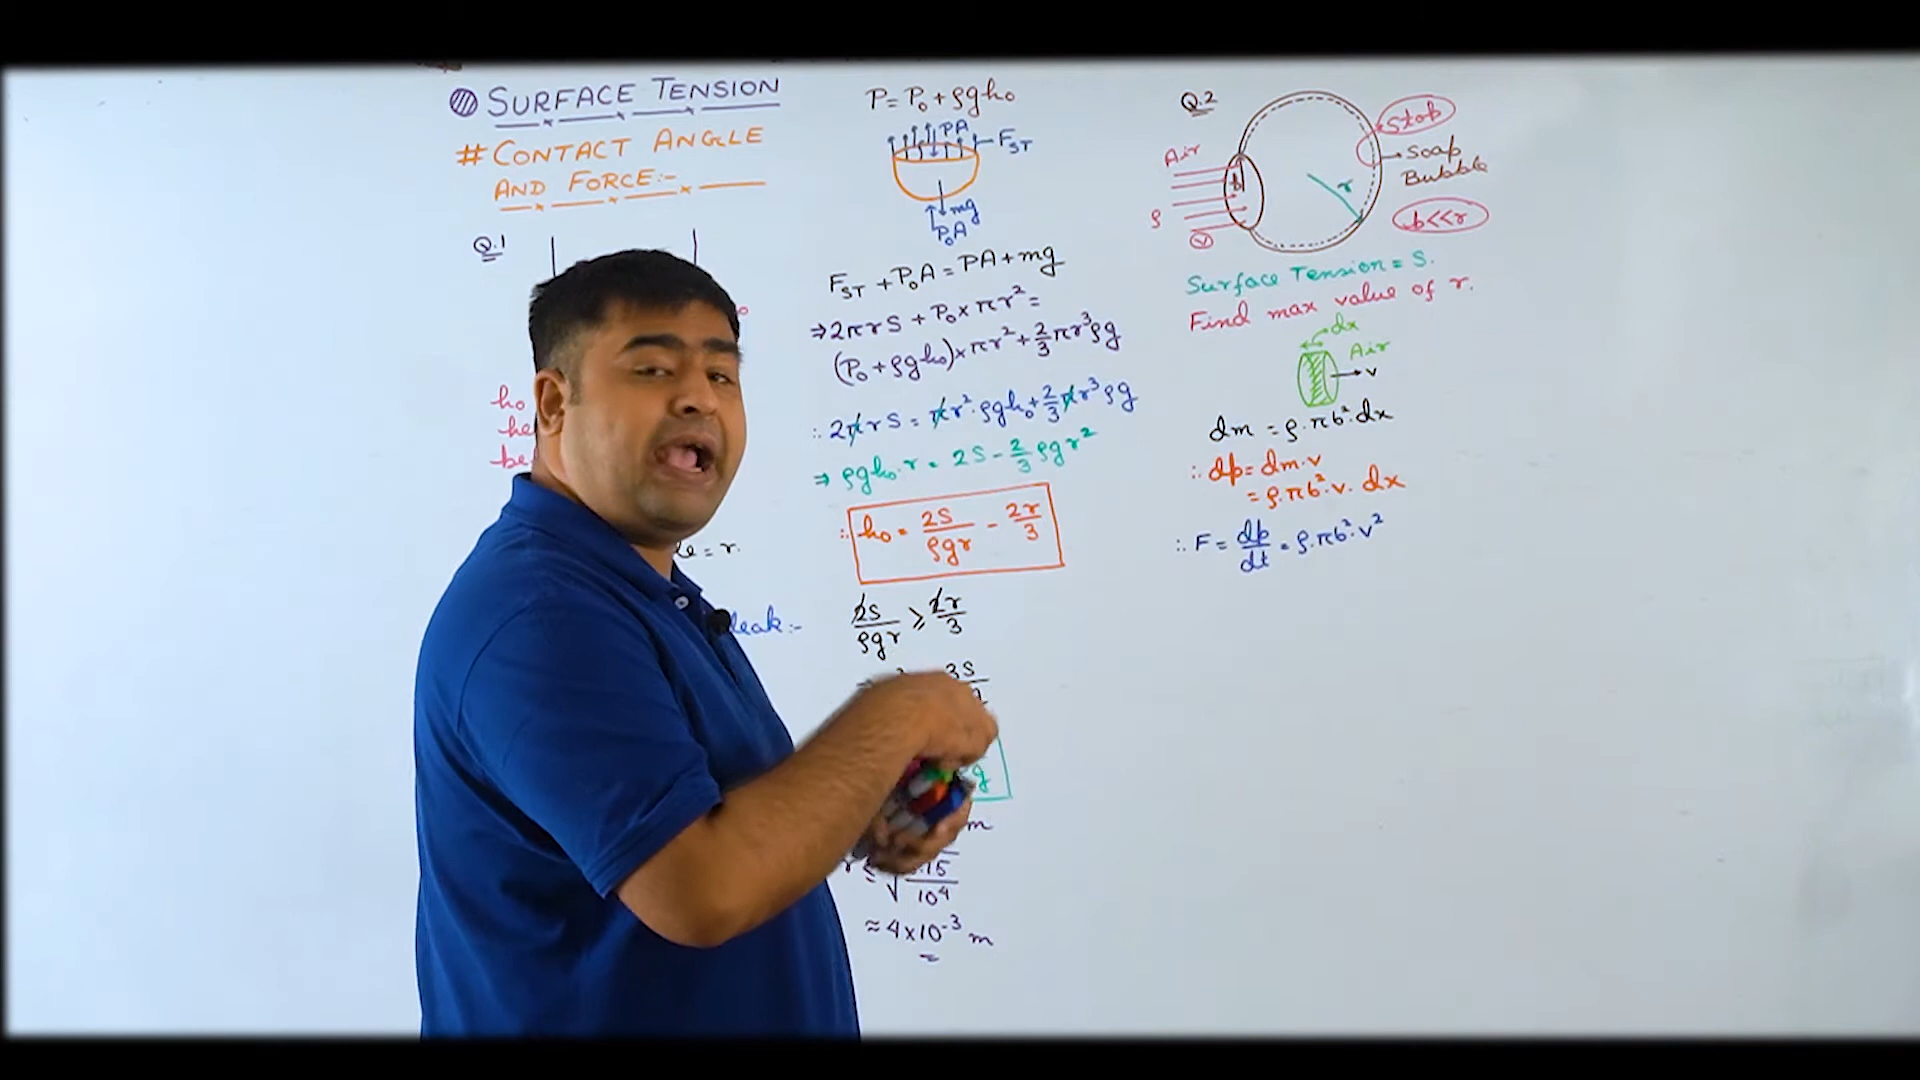 SURFACE TENSION
# CONTACT ANGLE
AND FORCE:-
Q.1
ho
be
= r.
leak:-
P = P₀ + ρgh₀
PA
F_ST
mg
P₀A
F_ST + P₀A = PA + mg
⇒ 2πrS + P₀ × πr² =
(P₀ + ρgh₀) × πr² + 2/3 πr³ρg
∴ 2πrS = πr²·ρgh₀ + 2/3 πr³ρg
⇒ ρgh₀·r = 2S - 2/3 ρgr²
∴ h₀ = 2S/ρgr - 2r/3
2S/ρgr ≥ 2r/3
3S
ρg
m
r ≤ √ .15/10⁴
≈ 4×10⁻³ m
Q.2
Stop
Air
Soap
Bubble
b
r
ρ
v
b<<r
Surface Tension = S.
Find max value of r.
dx
Air
v
dm = ρ·πb²·dx
∴ dp = dm·v
= ρ·πb²·v·dx
∴ F = dp/dt = ρ·πb²·v²